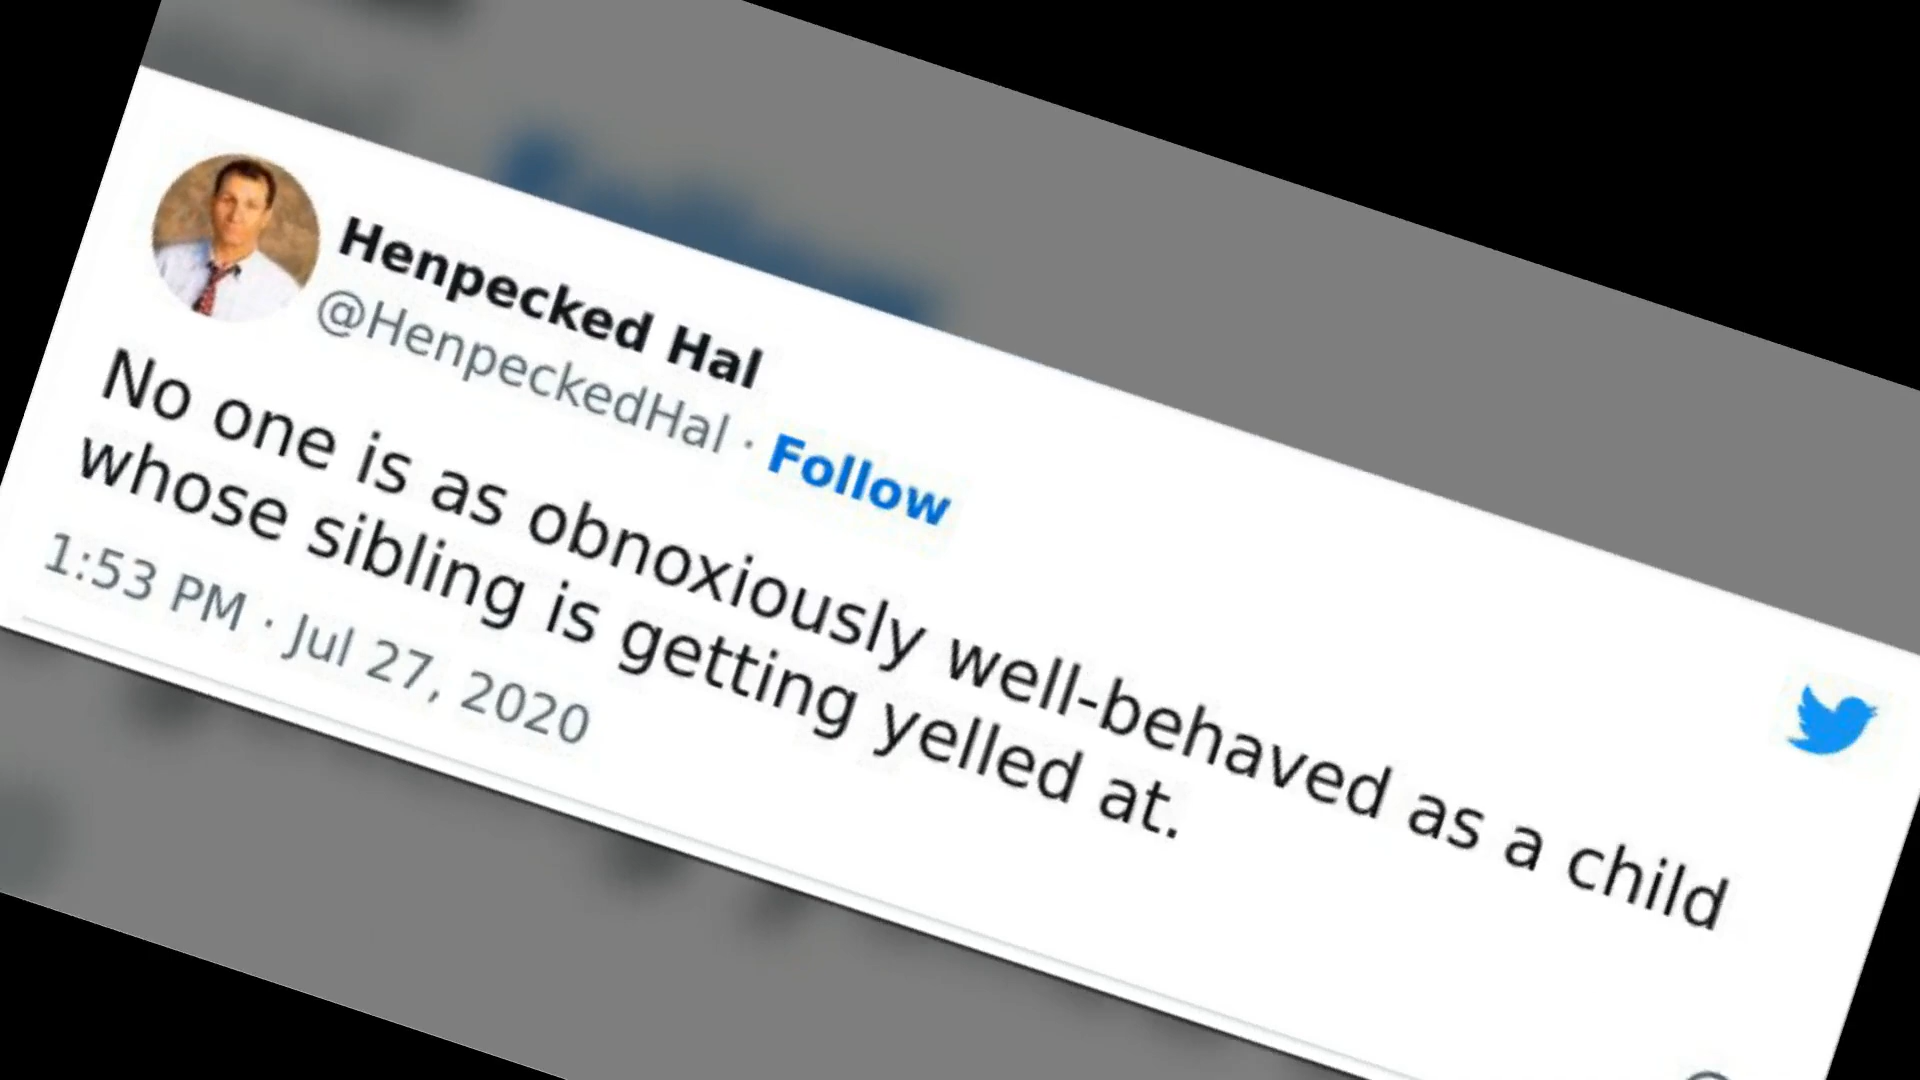 Henpecked Hal
@HenpeckedHal · Follow
No one is as obnoxiously well-behaved as a child
whose sibling is getting yelled at.
1:53 PM · Jul 27, 2020